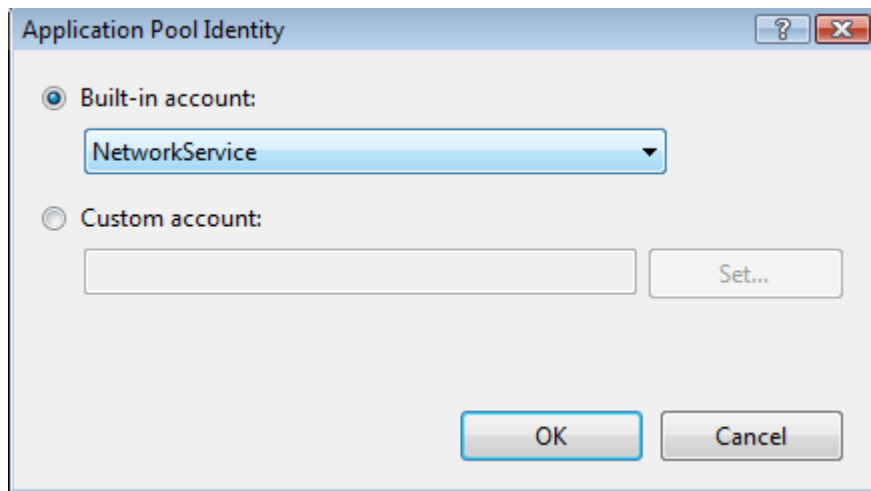 Application Pool Identity
?
Built-in account:
NetworkService
Custom account:
Set...
OK
Cancel